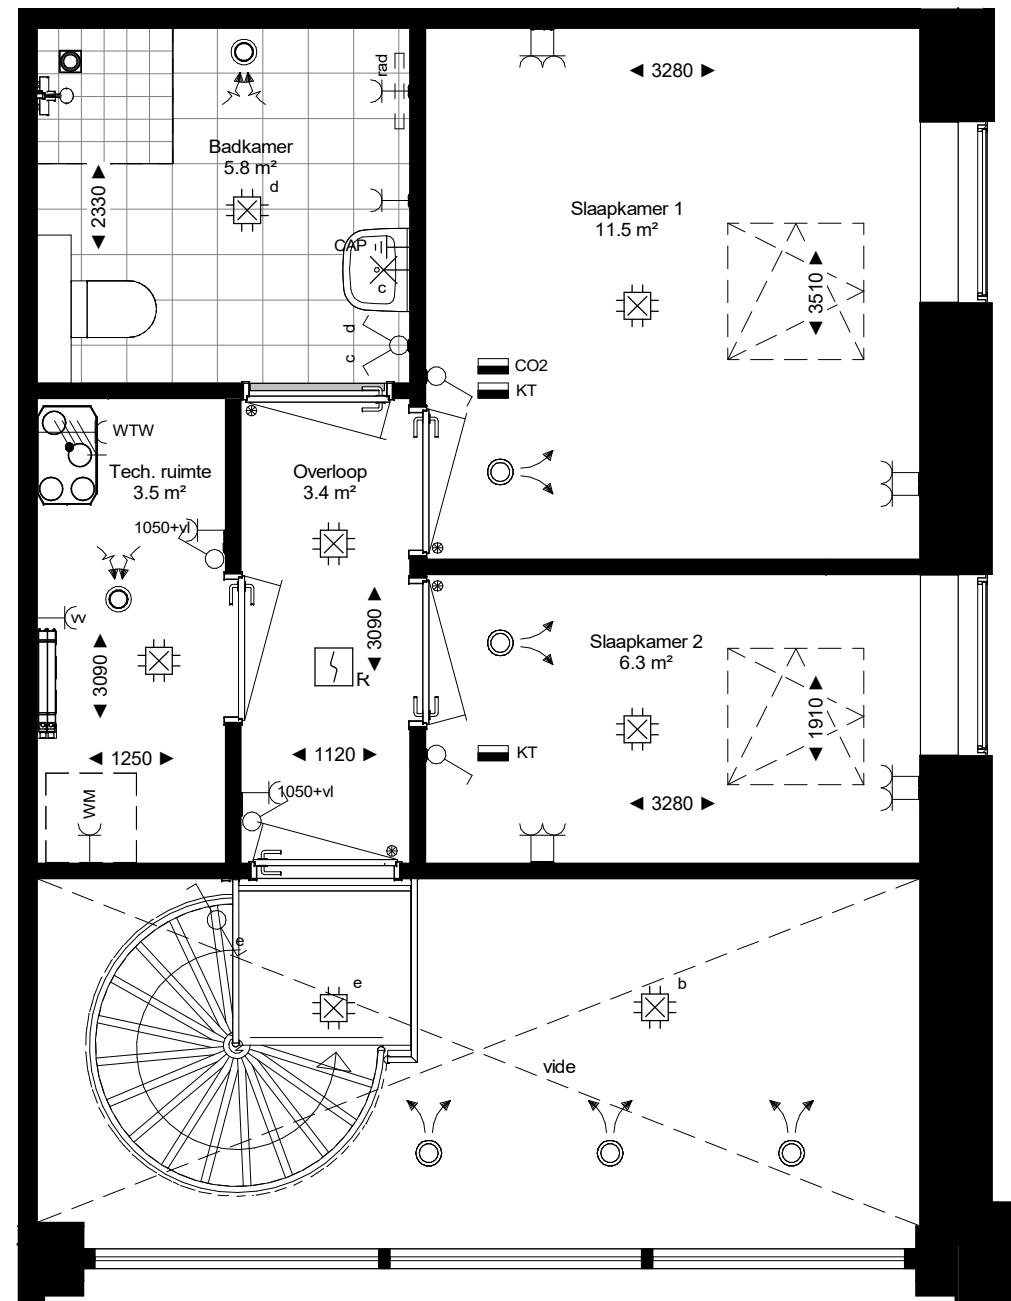 rad
3280
Badkamer
5.8 m²
d
2330
Slaapkamer 1
11.5 m²
CAP
c
3510
d
c
CO2
KT
WTW
Tech. ruimte
3.5 m²
Overloop
3.4 m²
1050+vl
vv
3090
3090
R
Slaapkamer 2
6.3 m²
1910
1250
1120
KT
1050+vl
WM
3280
e
e
b
vide